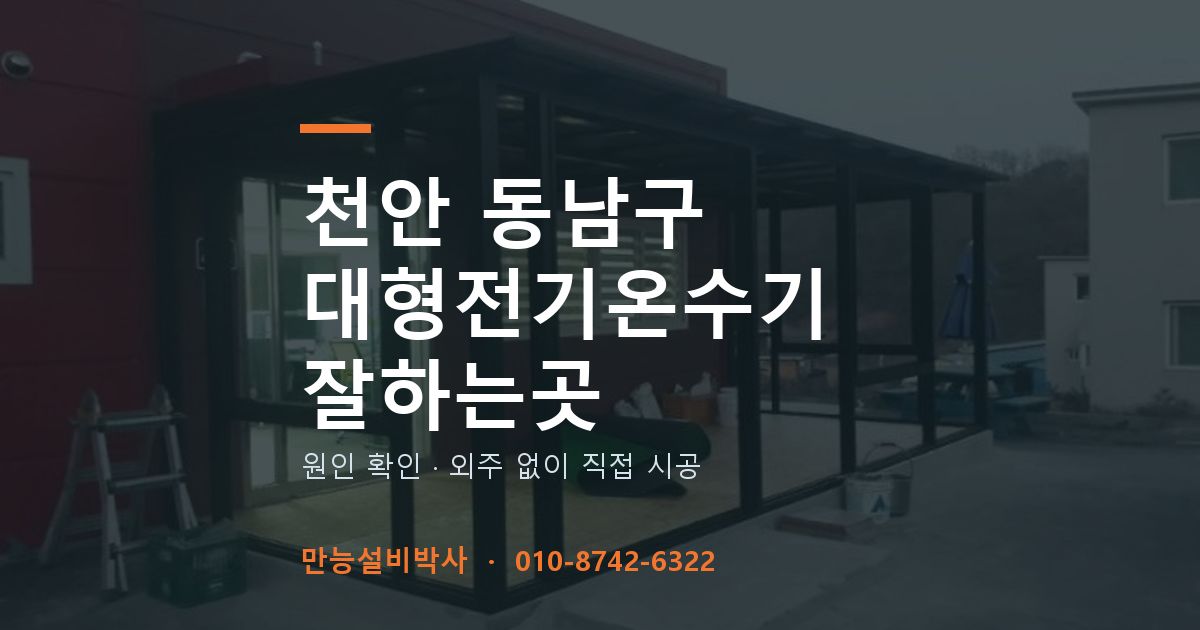 천안 동남구
대형전기온수기
잘하는곳
원인 확인 · 외주 없이 직접 시공
만능설비박사 · 010-8742-6322